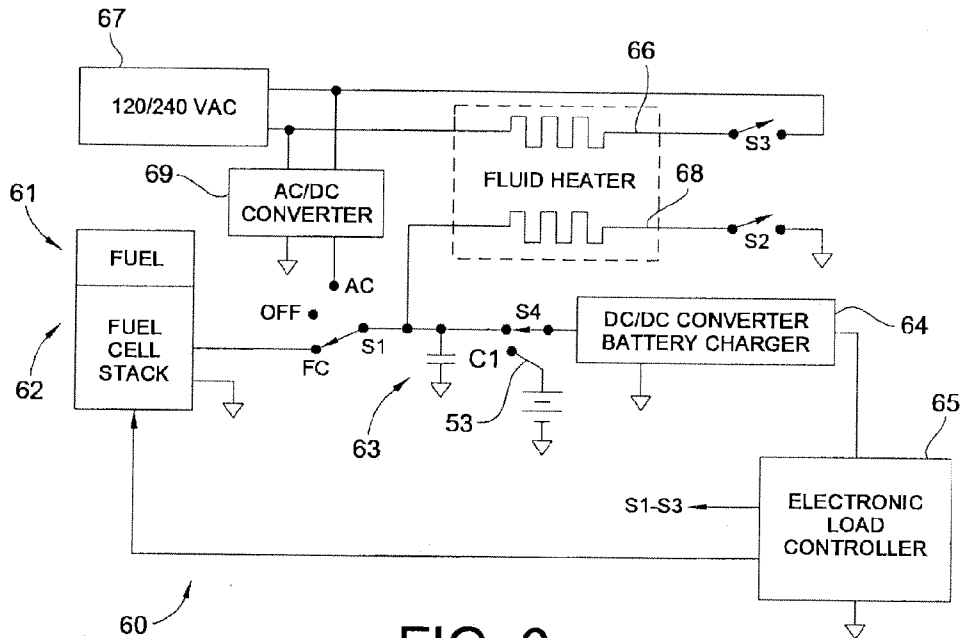 67
120/240 VAC
66
S3
69
AC/DC
CONVERTER
FLUID HEATER
68
S2
61
FUEL
62
FUEL
CELL
STACK
AC
OFF
FC
S1
S4
C1
63
53
DC/DC CONVERTER
BATTERY CHARGER
64
65
ELECTRONIC
LOAD
CONTROLLER
S1-S3
60